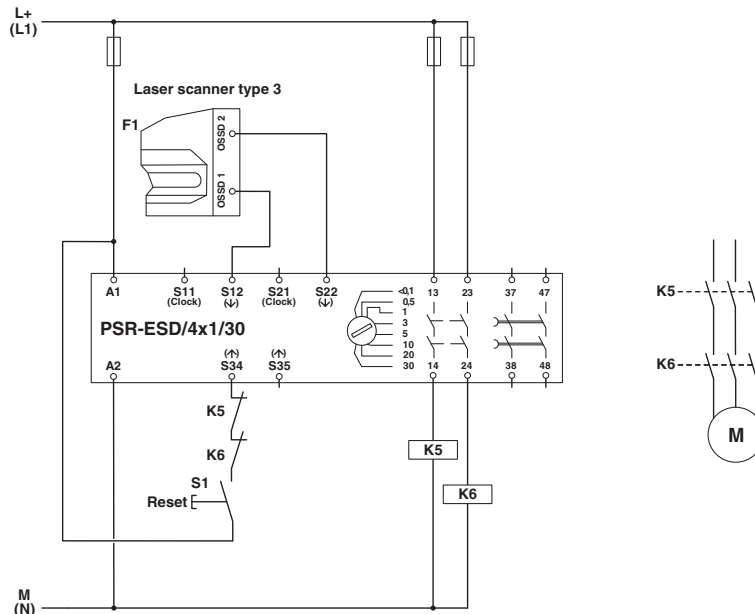 L+
(L1)
Laser scanner type 3
F1
OSSD 2
OSSD 1
A1
S11
(Clock)
S12
S21
(Clock)
S22
<0,1
0,5
1
3
5
10
20
30
13
23
37
47
PSR-ESD/4x1/30
A2
S34
S35
14
24
38
48
K5
K6
S1
Reset
K5
K6
K5
K6
M
M
(N)